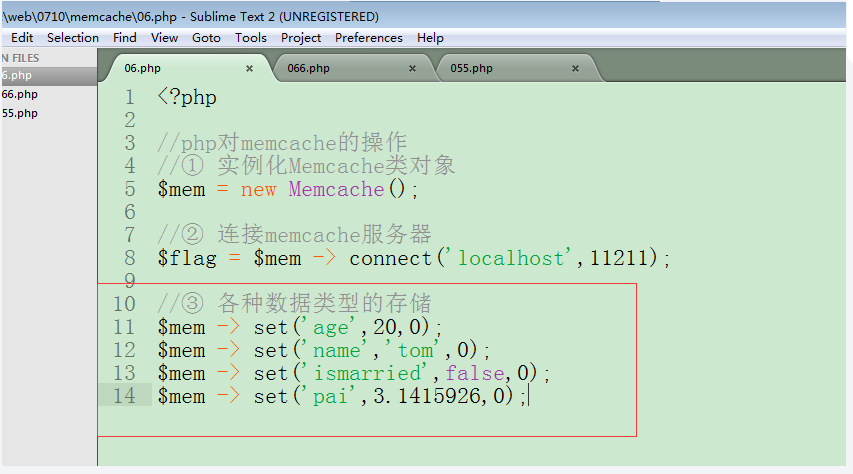 \web\0710\memcache\06.php - Sublime Text 2 (UNREGISTERED)
Edit Selection Find View Goto Tools Project Preferences Help
N FILES
6.php
66.php
55.php
06.php × 066.php × 055.php ×
1 <?php
2
3 //php对memcache的操作
4 //① 实例化Memcache类对象
5 $mem = new Memcache();
6
7 //② 连接memcache服务器
8 $flag = $mem -> connect('localhost',11211);
9
10 //③ 各种数据类型的存储
11 $mem -> set('age',20,0);
12 $mem -> set('name','tom',0);
13 $mem -> set('ismarried',false,0);
14 $mem -> set('pai',3.1415926,0);